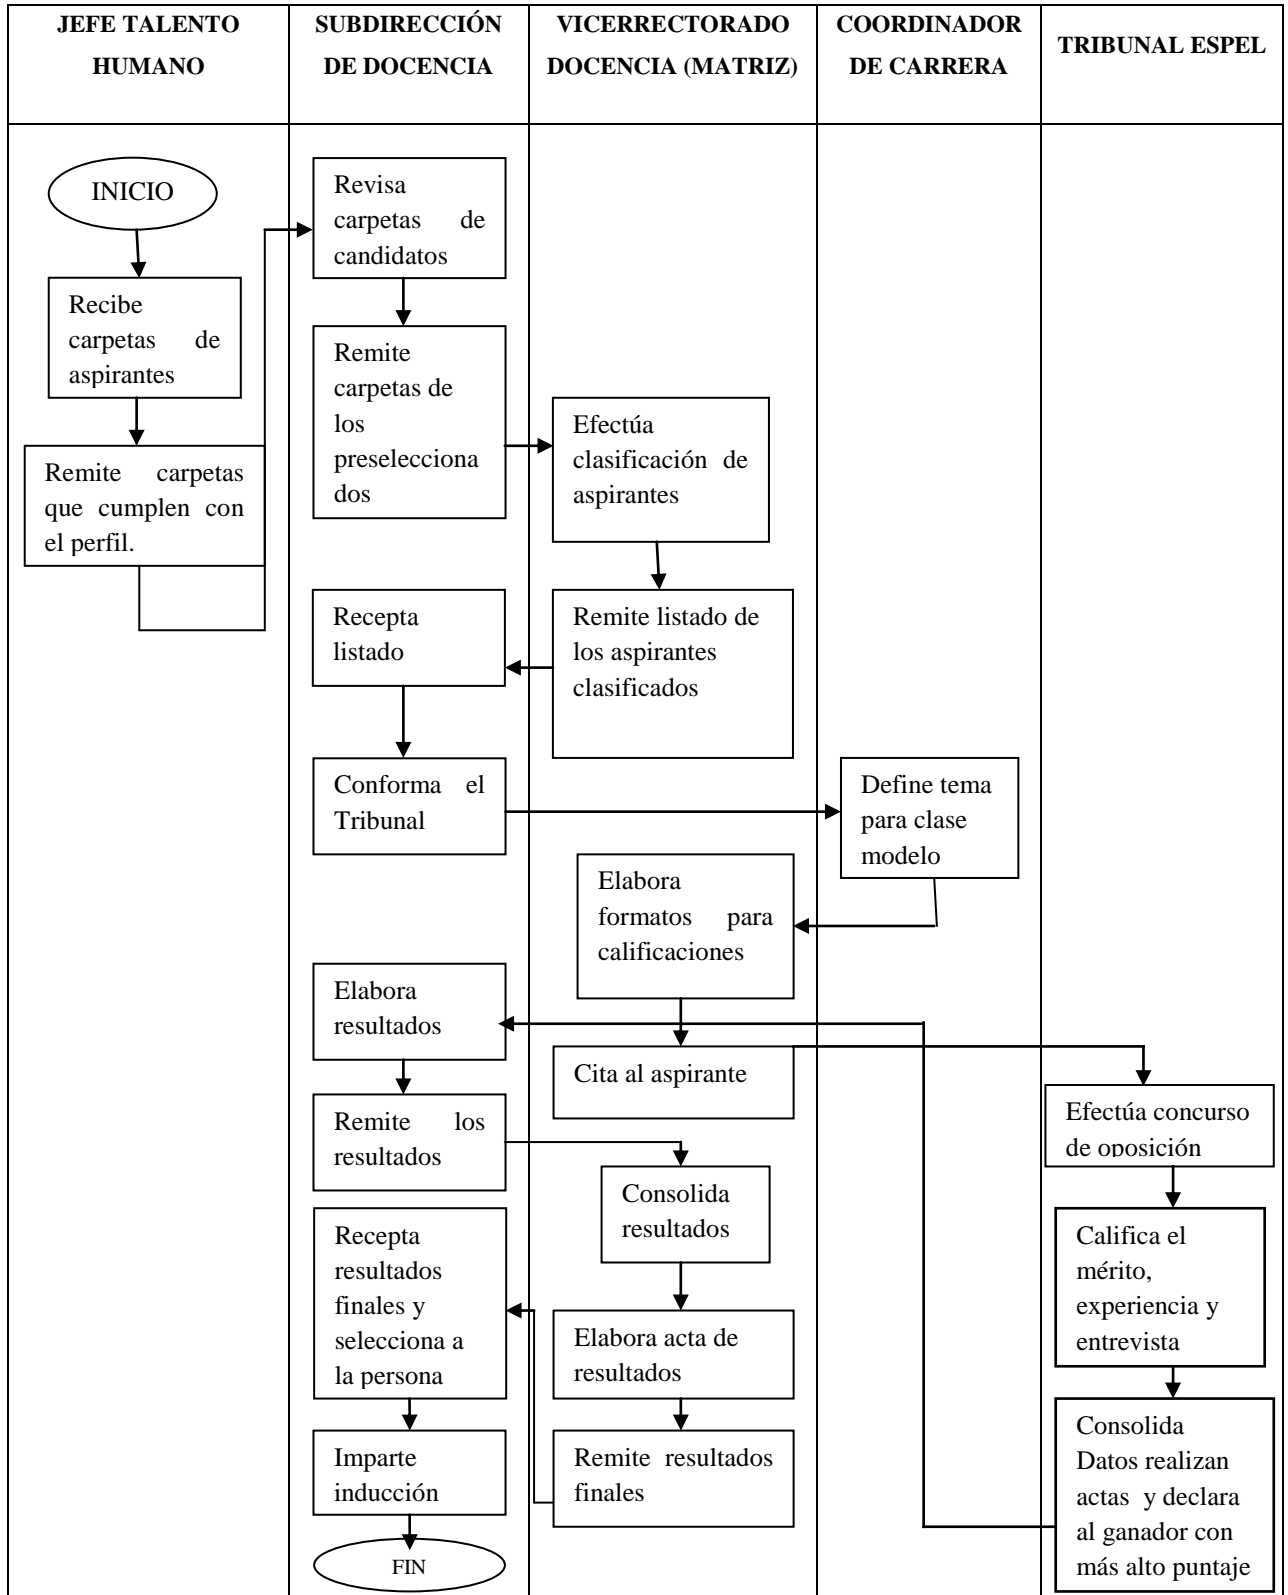 JEFE TALENTO
HUMANO
SUBDIRECCIÓN
DE DOCENCIA
VICERRECTORADO
DOCENCIA (MATRIZ)
COORDINADOR
DE CARRERA
TRIBUNAL ESPEL
INICIO
Recibe
carpetas de
aspirantes
Remite carpetas
que cumplen con
el perfil.
Revisa
carpetas de
candidatos
Remite
carpetas de
los
preselecciona
dos
Efectúa
clasificación de
aspirantes
Remite listado de
los aspirantes
clasificados
Recepta
listado
Conforma el
Tribunal
Define tema
para clase
modelo
Elabora
formatos para
calificaciones
Cita al aspirante
Efectúa concurso
de oposición
Califica el
mérito,
experiencia y
entrevista
Consolida
Datos realizan
actas y declara
al ganador con
más alto puntaje
Elabora
resultados
Remite los
resultados
Consolida
resultados
Elabora acta de
resultados
Remite resultados
finales
Recepta
resultados
finales y
selecciona a
la persona
Imparte
inducción
FIN